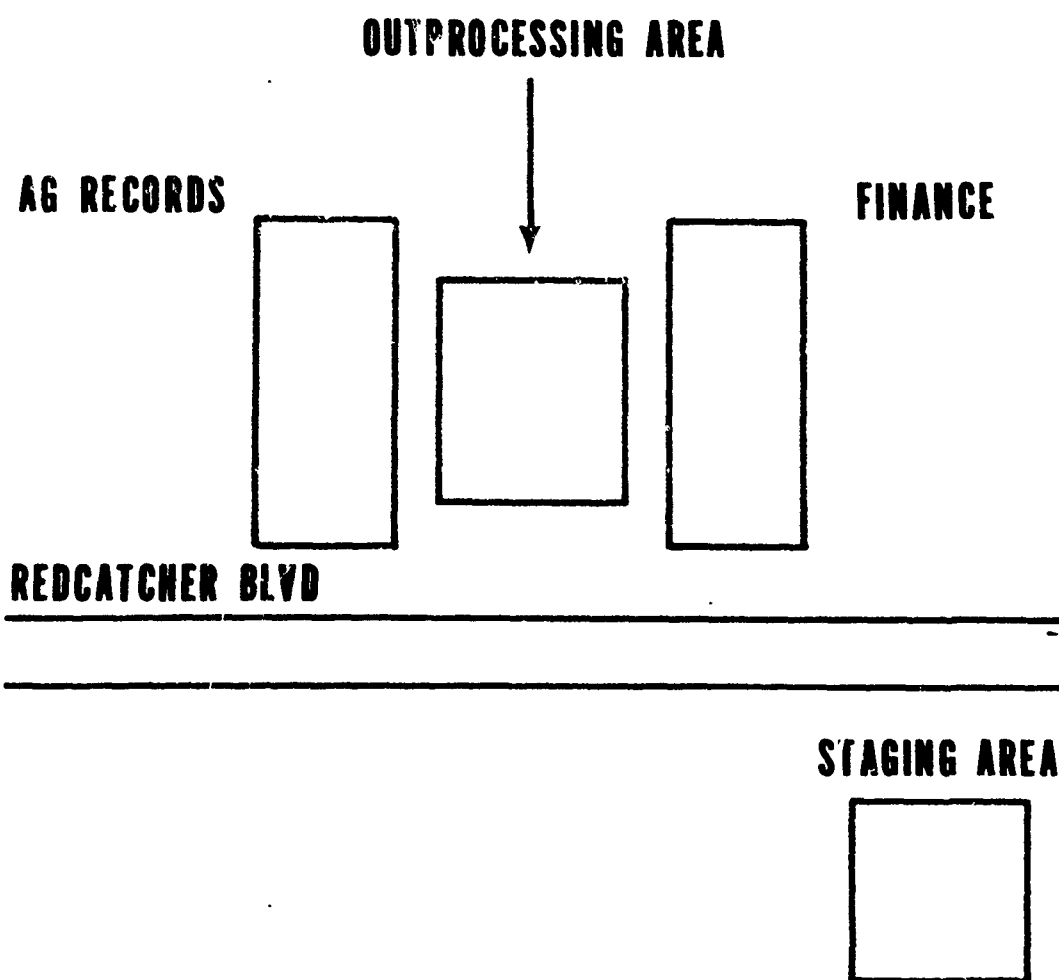 OUTPROCESSING AREA
AG RECORDS
FINANCE
REDCATCHER BLVD
STAGING AREA